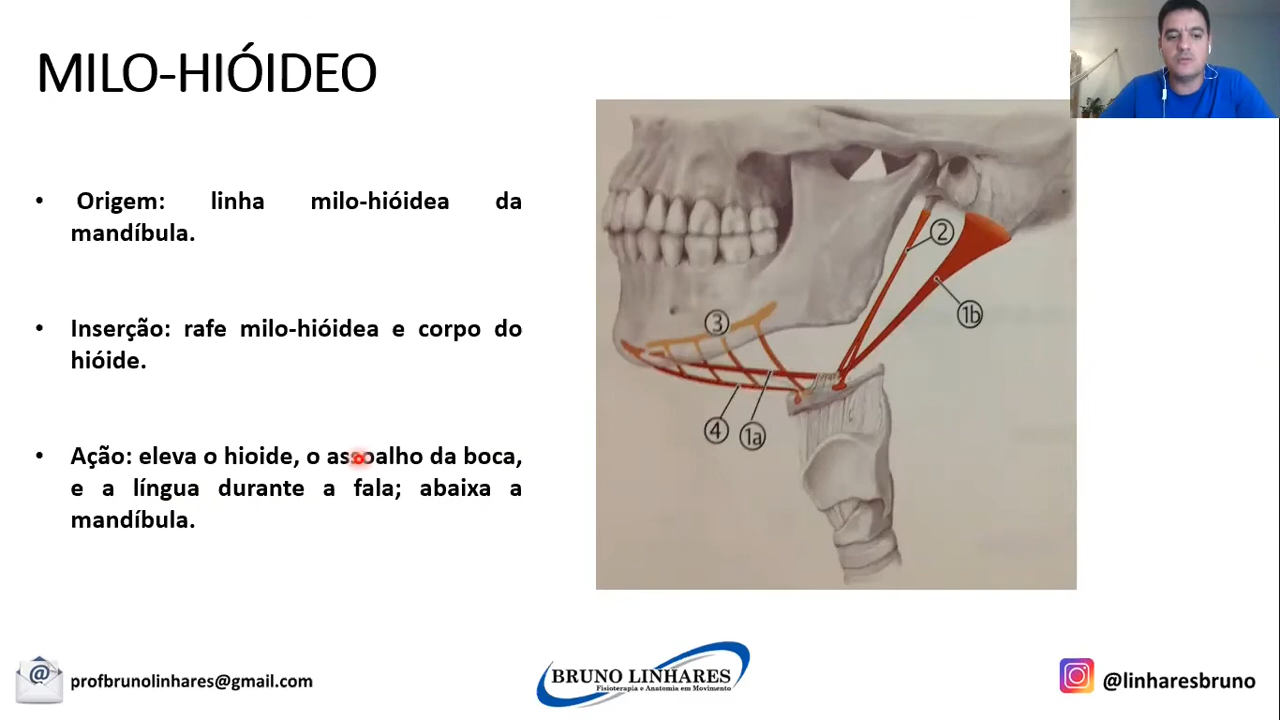 MILO-HIÓIDEO
• Origem: linha milo-hióidea da
mandíbula.
• Inserção: rafe milo-hióidea e corpo do
hióide.
• Ação: eleva o hioide, o assoalho da boca,
e a língua durante a fala; abaixa a
mandíbula.
2
1b
3
4
1a
@
profbrunolinhares@gmail.com
BRUNO LINHARES
Fisioterapia e Anatomia em Movimento
@linharesbruno